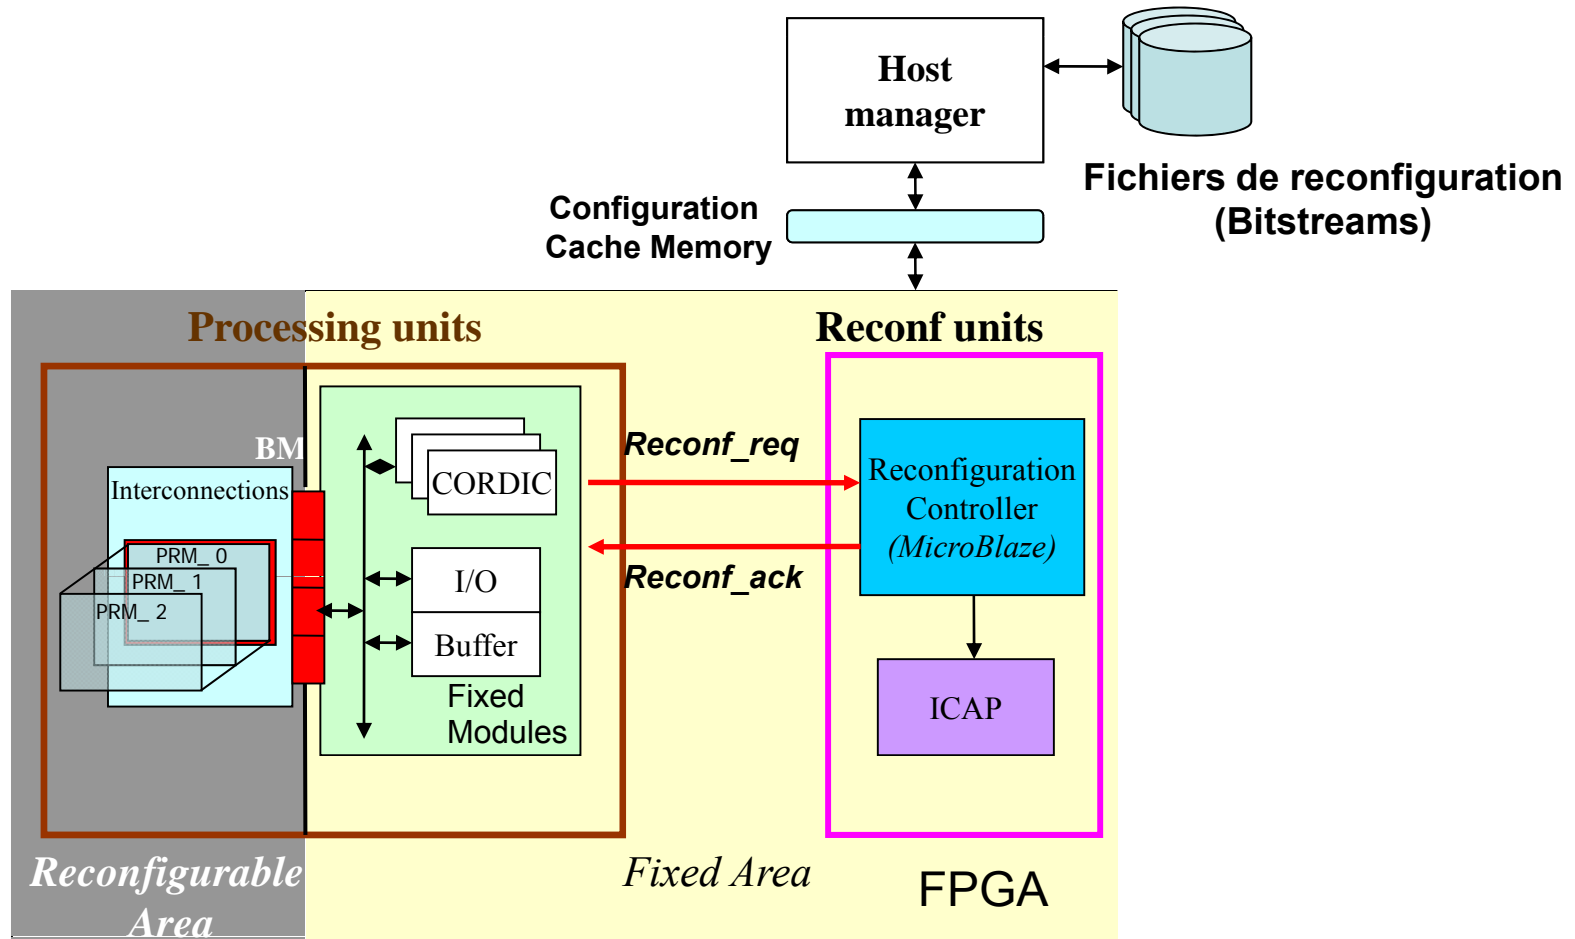 Host
manager
Fichiers de reconfiguration
(Bitstreams)
Configuration
Cache Memory
Processing units
Reconf units
BM
Interconnections
PRM_ 0
PRM_ 1
PRM_ 2
CORDIC
I/O
Buffer
Fixed
Modules
Reconf_req
Reconf_ack
Reconfiguration
Controller
(MicroBlaze)
ICAP
Reconfigurable
Area
Fixed Area
FPGA